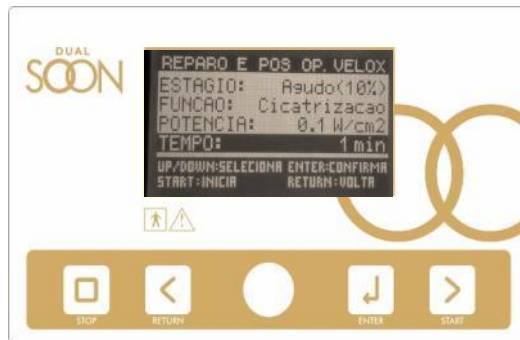 DUAL
SOON
REPARO E POS OP. VELOX
ESTAGIO: Agudo(10%)
FUNCAO: Cicatrizacao
POTENCIA: 0.1 W/cm2
TEMPO: 1 min
UP/DOWN:SELECIONA ENTER:CONFIRMA
START:INICIA RETURN:VOLTA
STOP
RETURN
ENTER
START